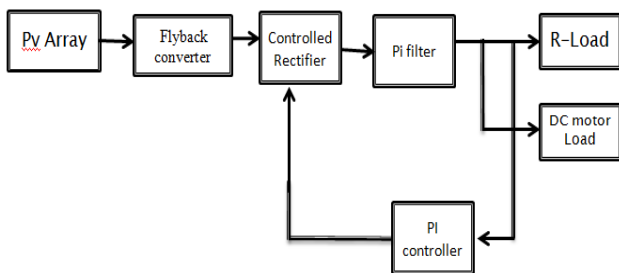 Pv Array
Flyback
converter
Controlled
Rectifier
Pi filter
R-Load
DC motor
Load
PI
controller